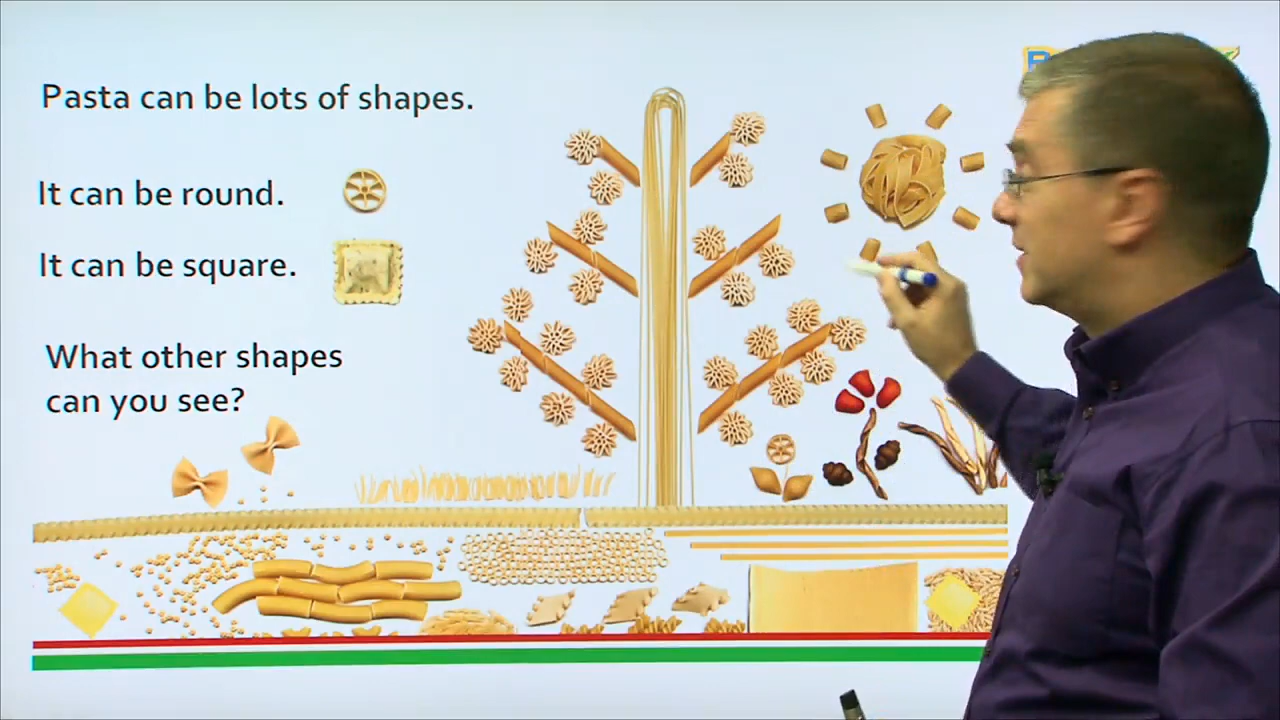 Pasta can be lots of shapes.
It can be round.
It can be square.
What other shapes
can you see?